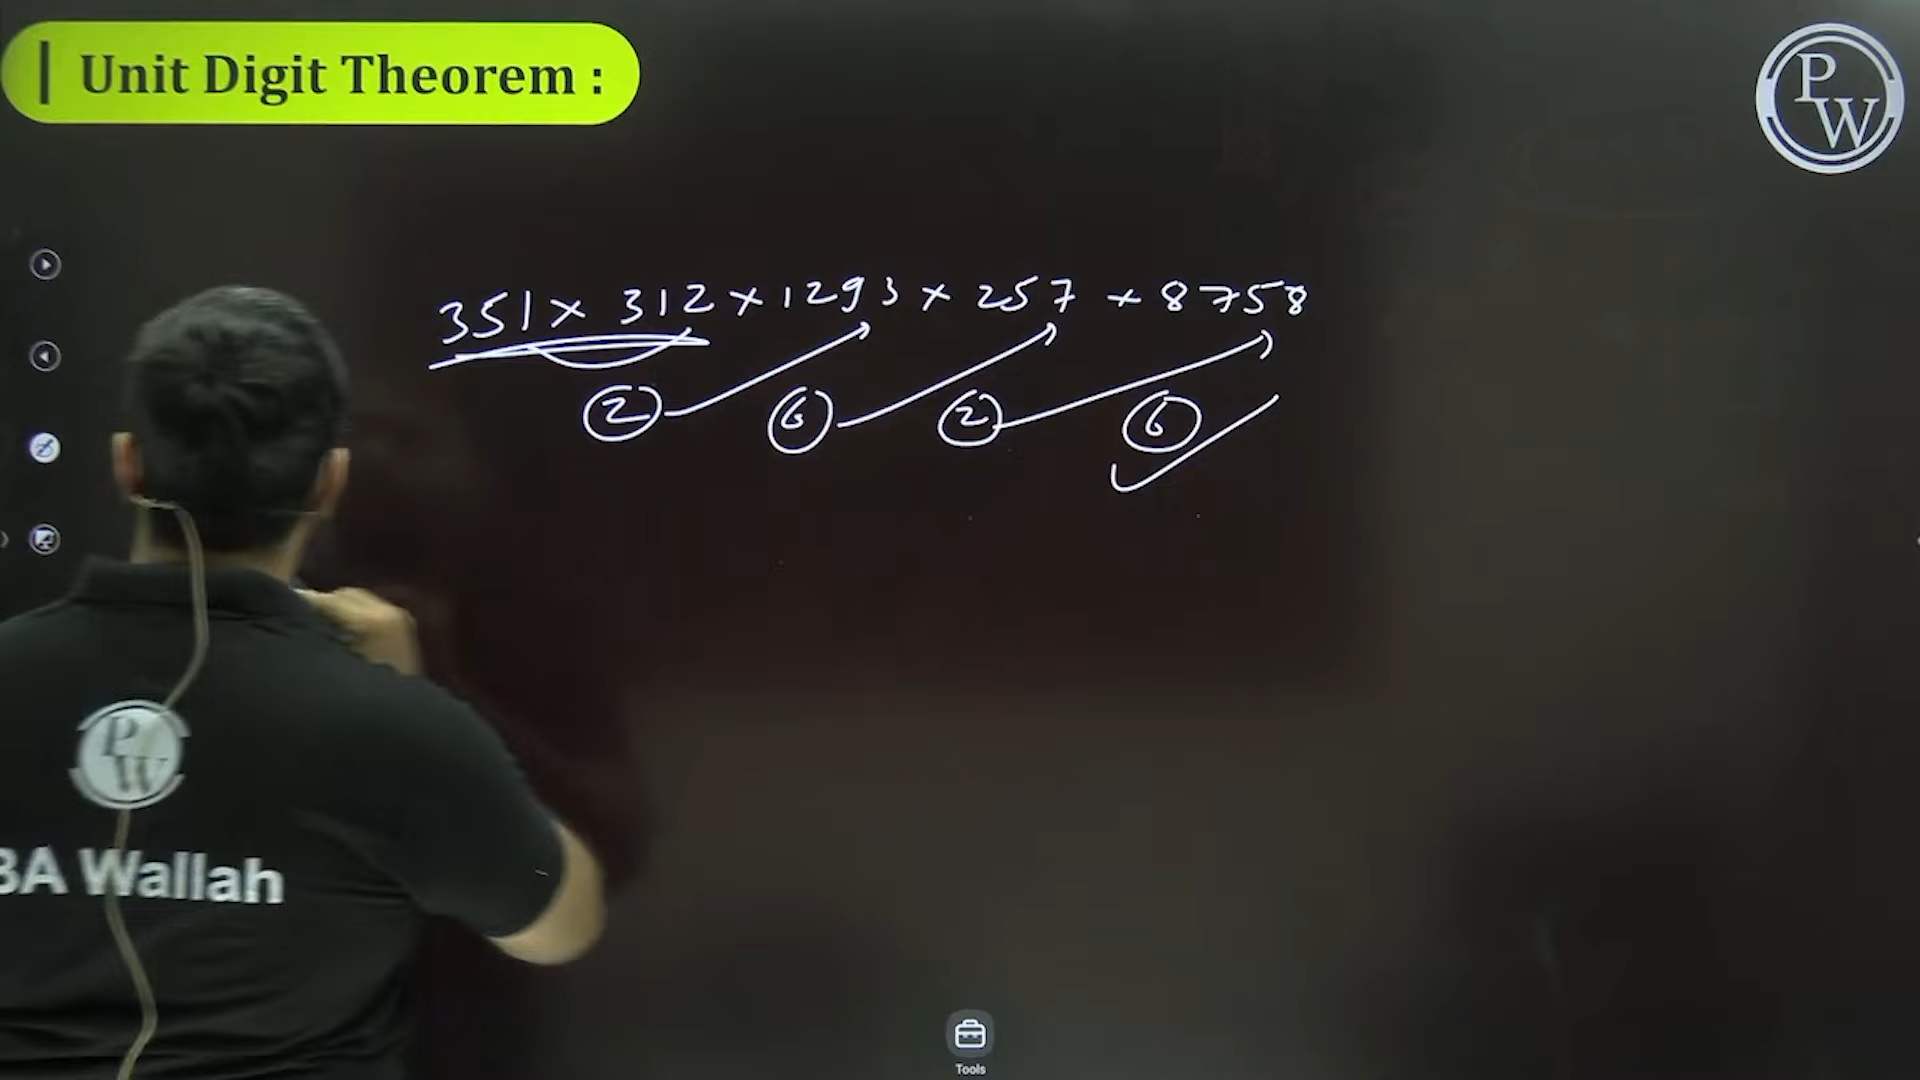 Unit Digit Theorem :
PW
351 × 312 × 1293 × 257 × 8758
2 6 2 6
PW
BA Wallah
Tools